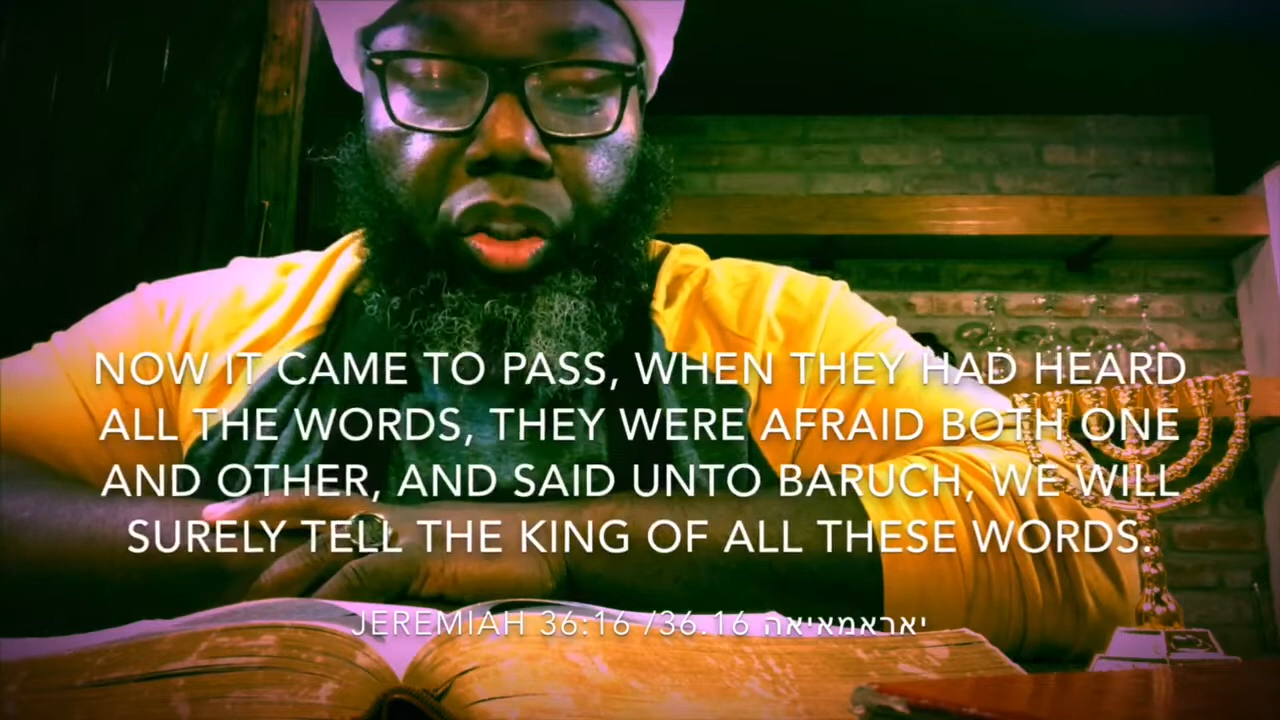 NOW IT CAME TO PASS, WHEN THEY HAD HEARD
ALL THE WORDS, THEY WERE AFRAID BOTH ONE
AND OTHER, AND SAID UNTO BARUCH, WE WILL
SURELY TELL THE KING OF ALL THESE WORDS.
JEREMIAH 36:16 /36.16 יאראמאיאה